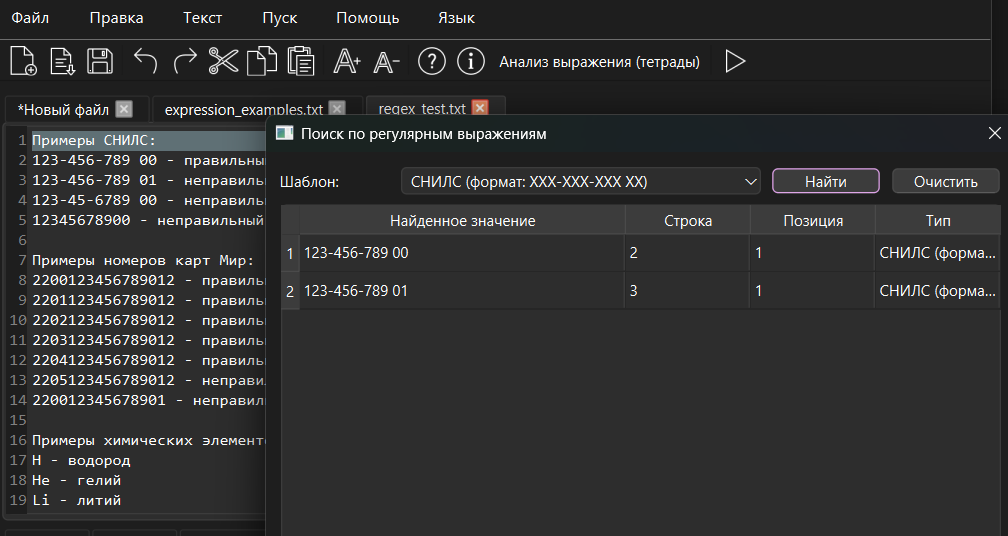 Файл Правка Текст Пуск Помощь Язык
Анализ выражения (тетрады)
*Новый файл expression_examples.txt regex_test.txt
Поиск по регулярным выражениям
Шаблон: СНИЛС (формат: XXX-XXX-XXX XX) Найти Очистить
Найденное значение Строка Позиция Тип
1 123-456-789 00 2 1 СНИЛС (форма...
2 123-456-789 01 3 1 СНИЛС (форма...
1 Примеры СНИЛС:
2 123-456-789 00 - правильны
3 123-456-789 01 - неправиль
4 123-45-6789 00 - неправиль
5 12345678900 - неправильный
6
7 Примеры номеров карт Мир:
8 2200123456789012 - правиль
9 2201123456789012 - правиль
10 2202123456789012 - правиль
11 2203123456789012 - правиль
12 2204123456789012 - правиль
13 2205123456789012 - неправи
14 220012345678901 - неправил
15
16 Примеры химических элемент
17 H - водород
18 He - гелий
19 Li - литий